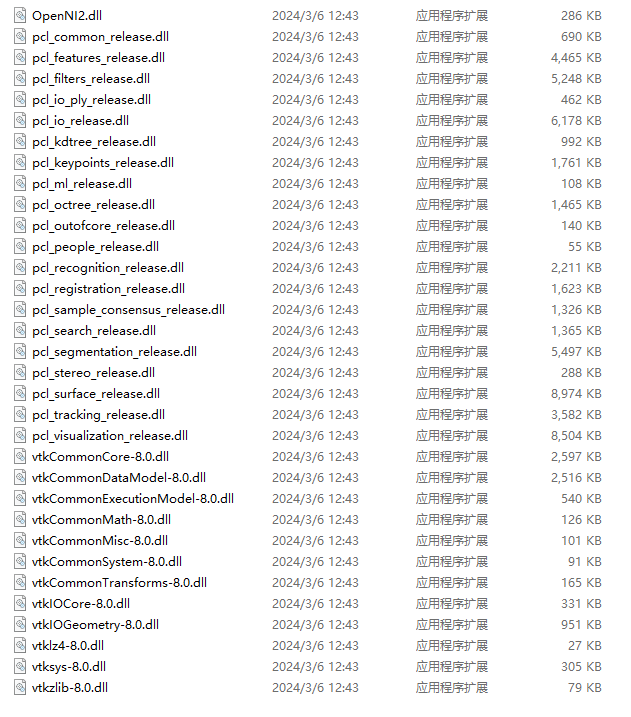 OpenNI2.dll 2024/3/6 12:43 应用程序扩展 286 KB
pcl_common_release.dll 2024/3/6 12:43 应用程序扩展 690 KB
pcl_features_release.dll 2024/3/6 12:43 应用程序扩展 4,465 KB
pcl_filters_release.dll 2024/3/6 12:43 应用程序扩展 5,248 KB
pcl_io_ply_release.dll 2024/3/6 12:43 应用程序扩展 462 KB
pcl_io_release.dll 2024/3/6 12:43 应用程序扩展 6,178 KB
pcl_kdtree_release.dll 2024/3/6 12:43 应用程序扩展 992 KB
pcl_keypoints_release.dll 2024/3/6 12:43 应用程序扩展 1,761 KB
pcl_ml_release.dll 2024/3/6 12:43 应用程序扩展 108 KB
pcl_octree_release.dll 2024/3/6 12:43 应用程序扩展 1,465 KB
pcl_outofcore_release.dll 2024/3/6 12:43 应用程序扩展 140 KB
pcl_people_release.dll 2024/3/6 12:43 应用程序扩展 55 KB
pcl_recognition_release.dll 2024/3/6 12:43 应用程序扩展 2,211 KB
pcl_registration_release.dll 2024/3/6 12:43 应用程序扩展 1,623 KB
pcl_sample_consensus_release.dll 2024/3/6 12:43 应用程序扩展 1,326 KB
pcl_search_release.dll 2024/3/6 12:43 应用程序扩展 1,365 KB
pcl_segmentation_release.dll 2024/3/6 12:43 应用程序扩展 5,497 KB
pcl_stereo_release.dll 2024/3/6 12:43 应用程序扩展 288 KB
pcl_surface_release.dll 2024/3/6 12:43 应用程序扩展 8,974 KB
pcl_tracking_release.dll 2024/3/6 12:43 应用程序扩展 3,582 KB
pcl_visualization_release.dll 2024/3/6 12:43 应用程序扩展 8,504 KB
vtkCommonCore-8.0.dll 2024/3/6 12:43 应用程序扩展 2,597 KB
vtkCommonDataModel-8.0.dll 2024/3/6 12:43 应用程序扩展 2,516 KB
vtkCommonExecutionModel-8.0.dll 2024/3/6 12:43 应用程序扩展 540 KB
vtkCommonMath-8.0.dll 2024/3/6 12:43 应用程序扩展 126 KB
vtkCommonMisc-8.0.dll 2024/3/6 12:43 应用程序扩展 101 KB
vtkCommonSystem-8.0.dll 2024/3/6 12:43 应用程序扩展 91 KB
vtkCommonTransforms-8.0.dll 2024/3/6 12:43 应用程序扩展 165 KB
vtkIOCore-8.0.dll 2024/3/6 12:43 应用程序扩展 331 KB
vtkIOGeometry-8.0.dll 2024/3/6 12:43 应用程序扩展 951 KB
vtklz4-8.0.dll 2024/3/6 12:43 应用程序扩展 27 KB
vtksys-8.0.dll 2024/3/6 12:43 应用程序扩展 305 KB
vtkzlib-8.0.dll 2024/3/6 12:43 应用程序扩展 79 KB